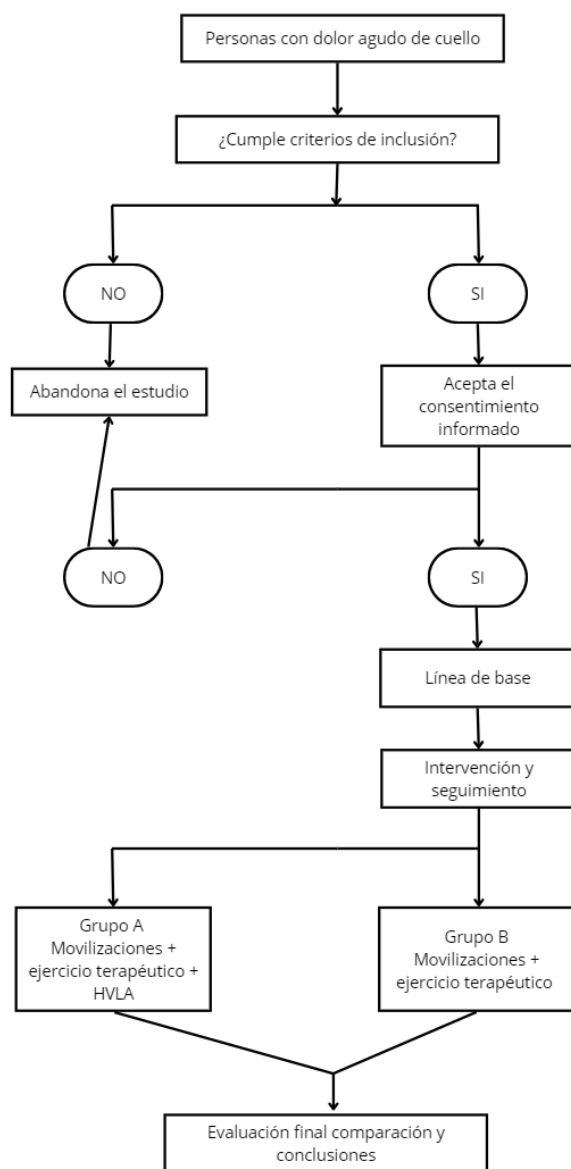 Personas con dolor agudo de cuello
¿Cumple criterios de inclusión?
NO
SI
Abandona el estudio
Acepta el
consentimiento
informado
NO
SI
Línea de base
Intervención y
seguimiento
Grupo A
Movilizaciones +
ejercicio terapéutico +
HVLA
Grupo B
Movilizaciones +
ejercicio terapéutico
Evaluación final comparación y
conclusiones